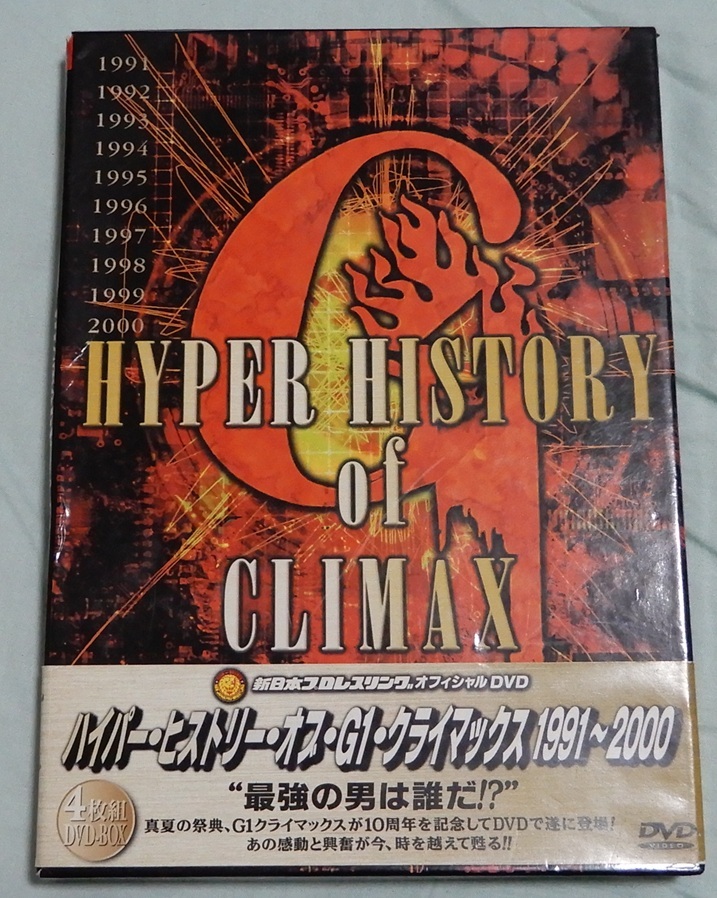 1991
1992
1993
1994
1995
1996
1997
1998
1999
2000
G1
HYPER HISTORY
of
CLIMAX
新日本プロレスリング オフィシャルDVD
ハイパー・ヒストリー・オブ・G1・クライマックス 1991~2000
“最強の男は誰だ!?”
4枚組
DVD-BOX
真夏の祭典、G1クライマックスが10周年を記念してDVDで遂に登場!
あの感動と興奮が今、時を越えて甦る!!
DVD
VIDEO